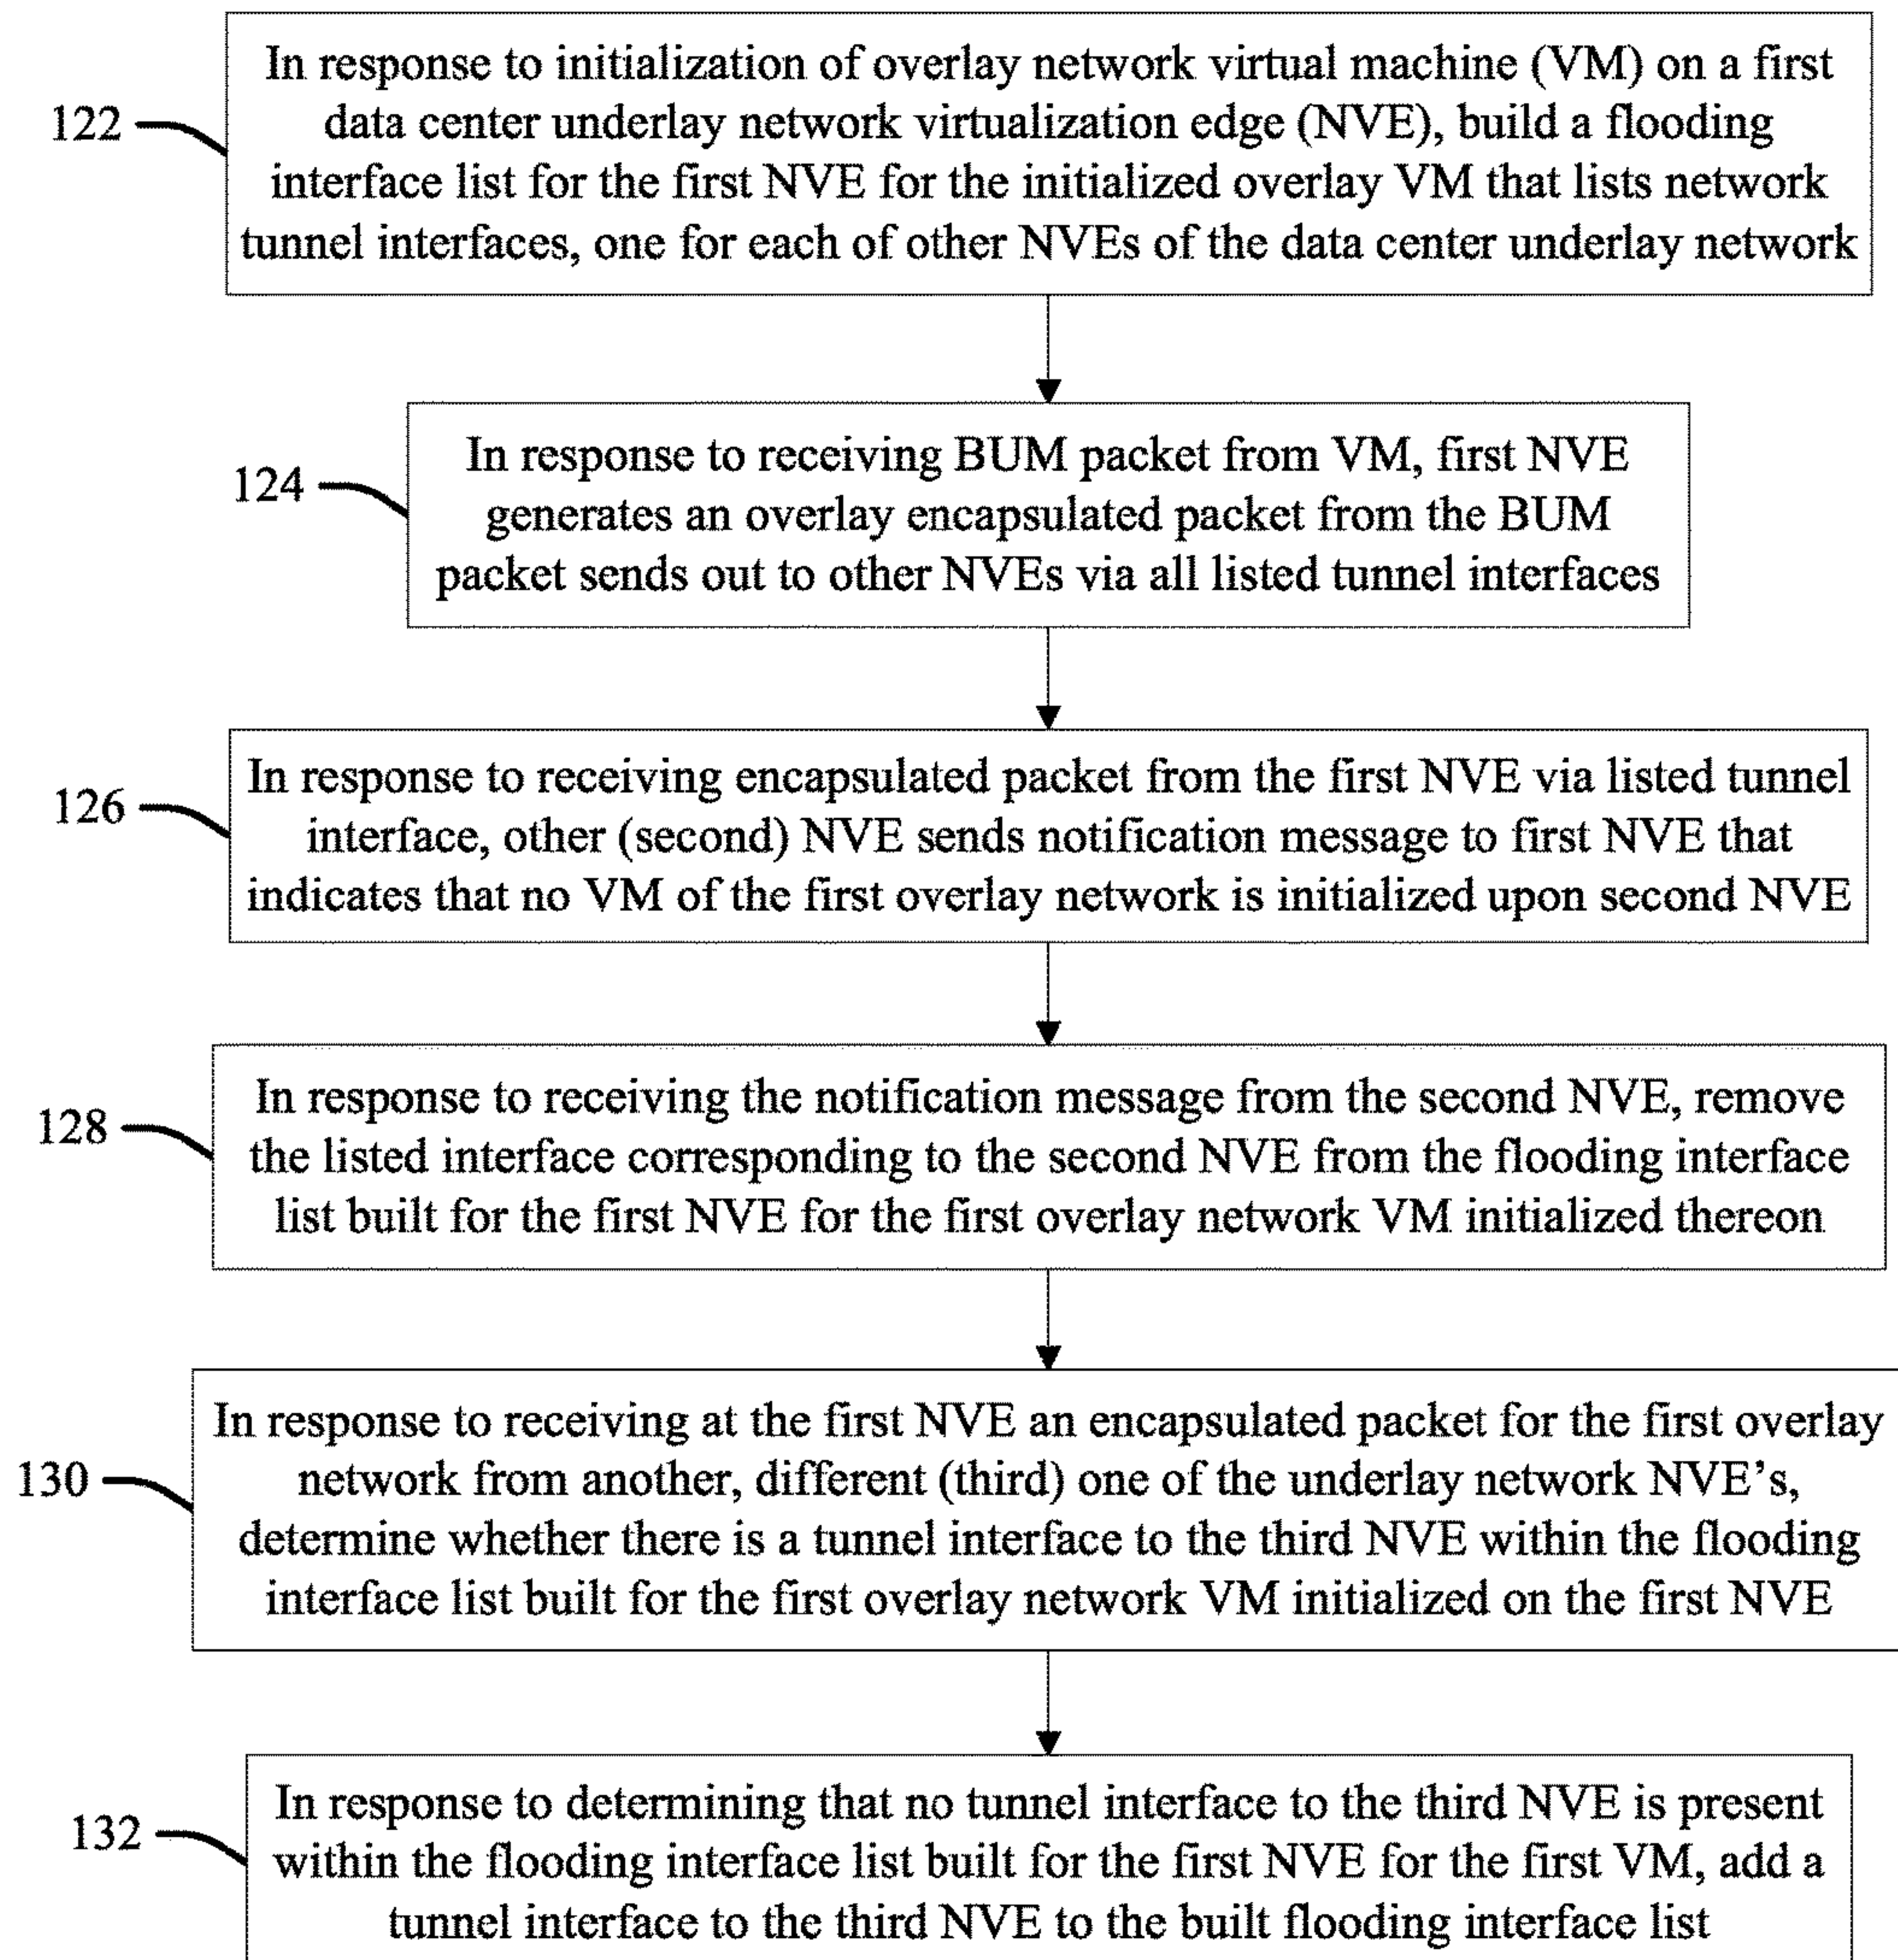 122
In response to initialization of overlay network virtual machine (VM) on a first
data center underlay network virtualization edge (NVE), build a flooding
interface list for the first NVE for the initialized overlay VM that lists network
tunnel interfaces, one for each of other NVEs of the data center underlay network
124
In response to receiving BUM packet from VM, first NVE
generates an overlay encapsulated packet from the BUM
packet sends out to other NVEs via all listed tunnel interfaces
126
In response to receiving encapsulated packet from the first NVE via listed tunnel
interface, other (second) NVE sends notification message to first NVE that
indicates that no VM of the first overlay network is initialized upon second NVE
128
In response to receiving the notification message from the second NVE, remove
the listed interface corresponding to the second NVE from the flooding interface
list built for the first NVE for the first overlay network VM initialized thereon
130
In response to receiving at the first NVE an encapsulated packet for the first overlay
network from another, different (third) one of the underlay network NVE's,
determine whether there is a tunnel interface to the third NVE within the flooding
interface list built for the first overlay network VM initialized on the first NVE
132
In response to determining that no tunnel interface to the third NVE is present
within the flooding interface list built for the first NVE for the first VM, add a
tunnel interface to the third NVE to the built flooding interface list